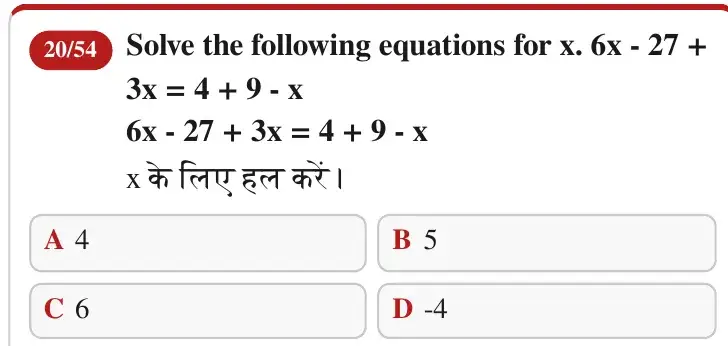 20/54 Solve the following equations for x. 6x - 27 +
3x = 4 + 9 - x
6x - 27 + 3x = 4 + 9 - x
x के लिए हल करें।
A 4
B 5
C 6
D -4